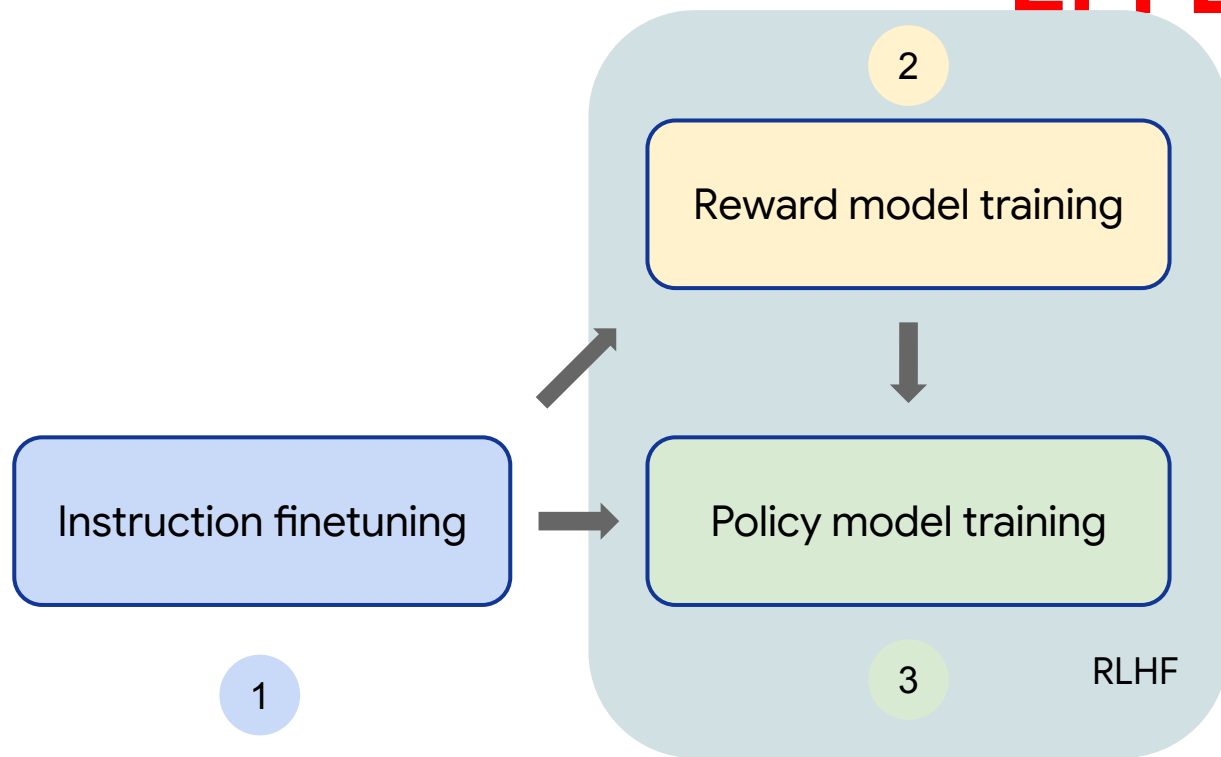 2
Reward model training
Instruction finetuning
Policy model training
1
3
RLHF